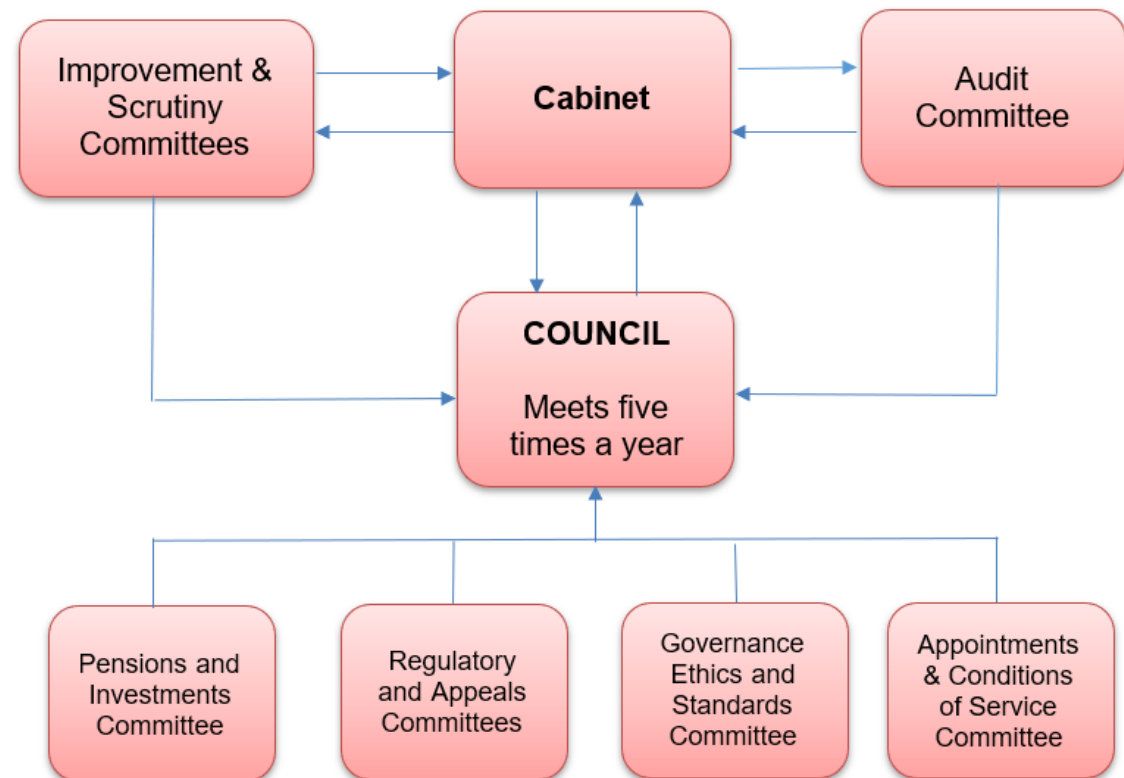 Improvement &
Scrutiny
Committees
Cabinet
Audit
Committee
COUNCIL
Meets five
times a year
Pensions and
Investments
Committee
Regulatory
and Appeals
Committees
Governance
Ethics and
Standards
Committee
Appointments
& Conditions
of Service
Committee